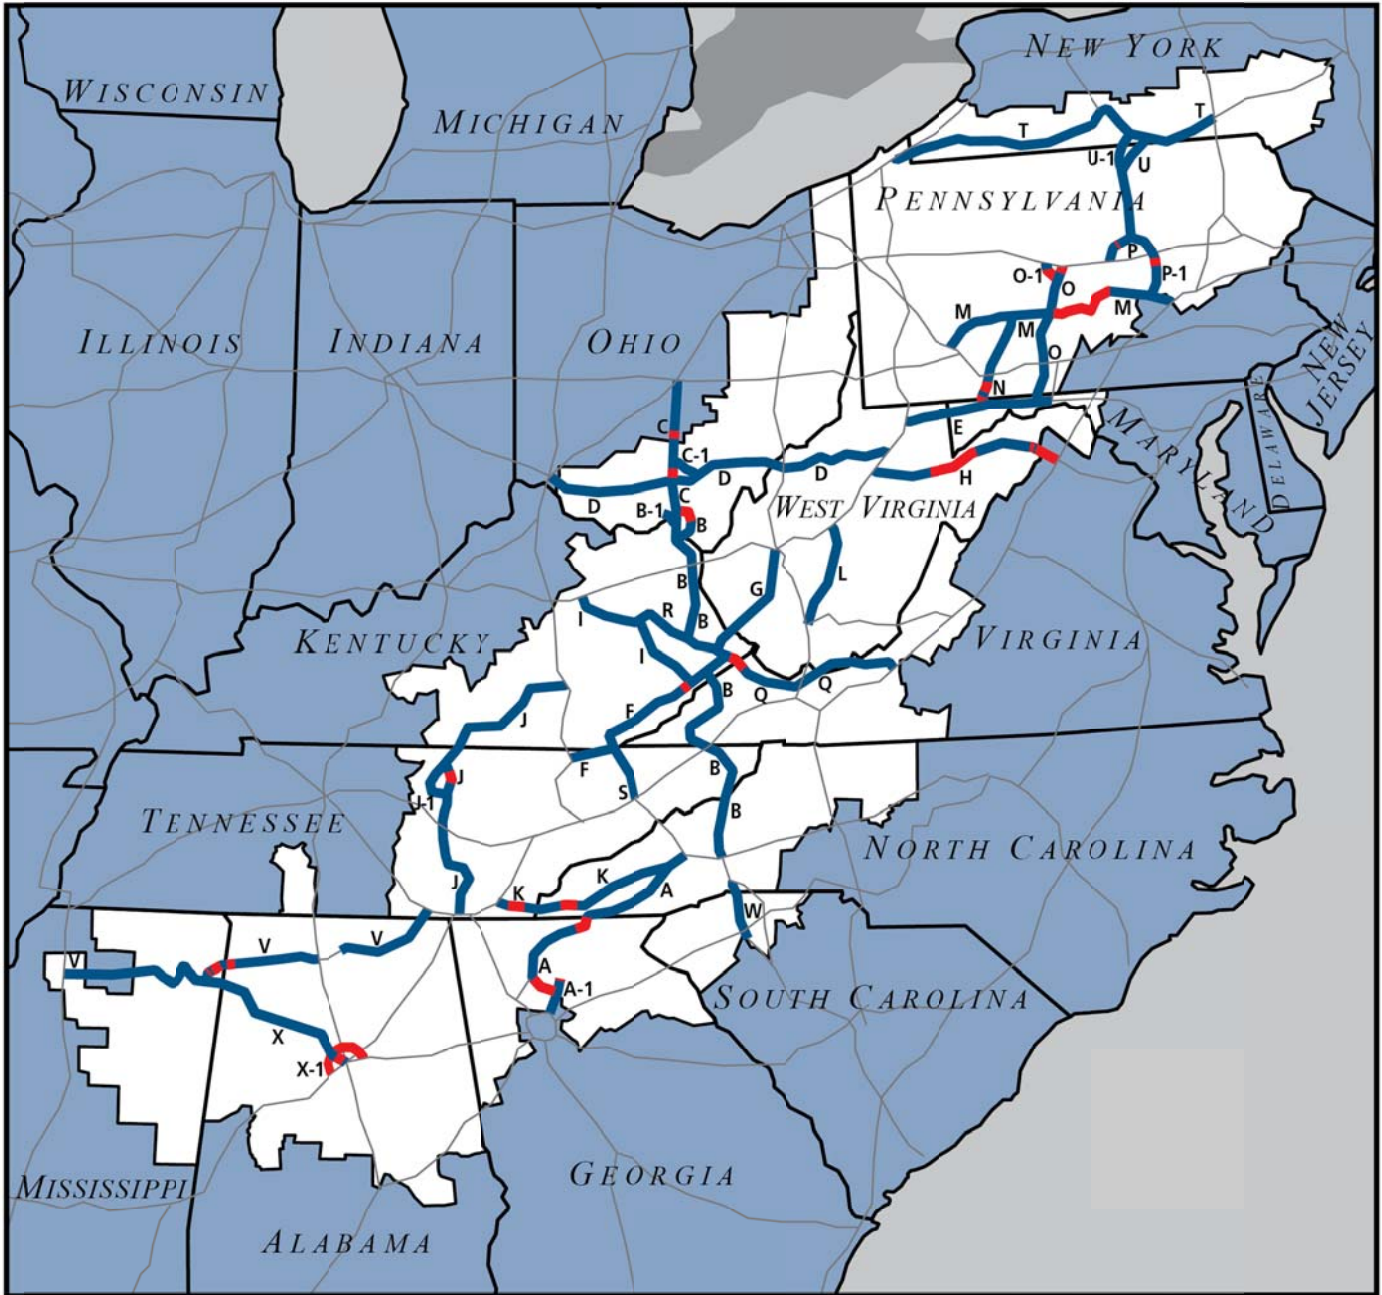 NEW YORK
WISCONSIN
MICHIGAN
T
T
U-1
U
PENNSYLVANIA
P
O-1
O
P-1
M
M
M
ILLINOIS
INDIANA
OHIO
O
NEW
JERSEY
N
DELAWARE
E
MARYLAND
C
C-1
D
D
H
D
C
B-1
B
WEST VIRGINIA
L
B
G
I
R
B
KENTUCKY
VIRGINIA
I
B
Q
Q
F
J
F
B
J
S
J-1
B
TENNESSEE
NORTH CAROLINA
K
J
K
A
W
V
V
V
A
A-1
SOUTH CAROLINA
X
X-1
GEORGIA
MISSISSIPPI
ALABAMA